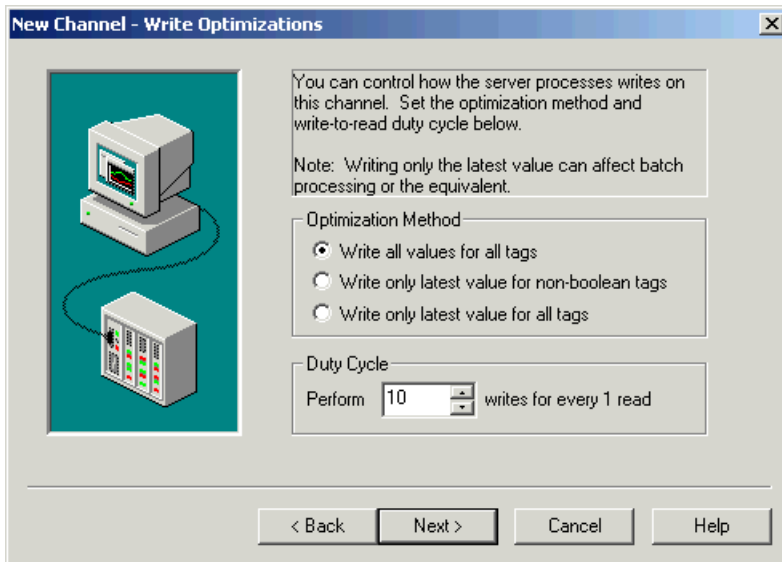 New Channel - Write Optimizations
You can control how the server processes writes on
this channel.  Set the optimization method and
write-to-read duty cycle below.
Note:  Writing only the latest value can affect batch
processing or the equivalent.
Optimization Method
Write all values for all tags
Write only latest value for non-boolean tags
Write only latest value for all tags
Duty Cycle
Perform 10 writes for every 1 read
< Back Next > Cancel Help